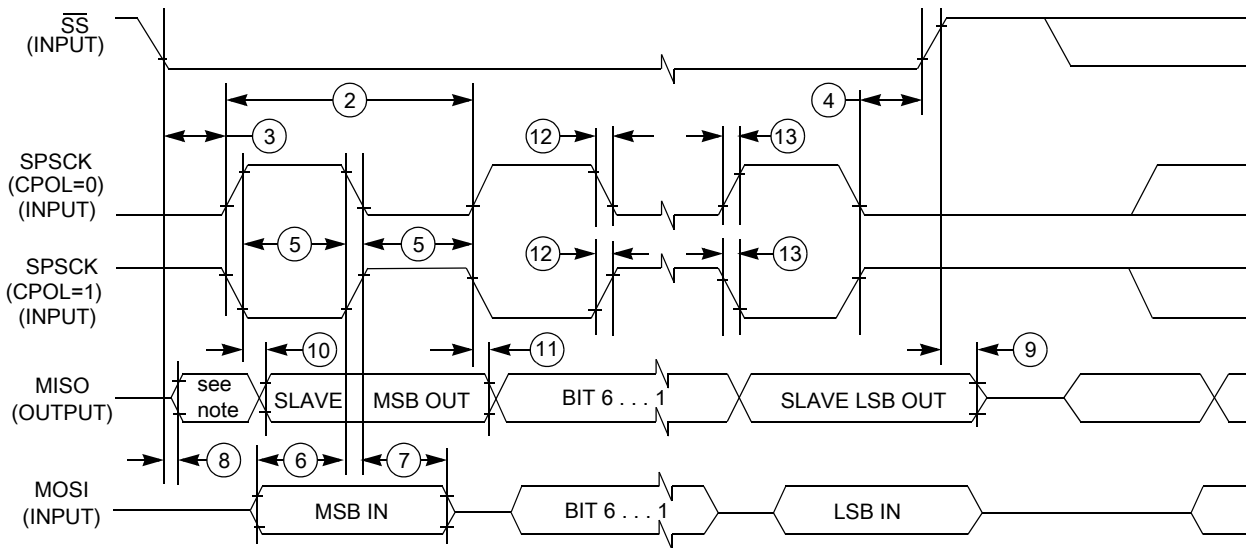 SS
(INPUT)
2
4
3
12
13
SPSCK
(CPOL=0)
(INPUT)
5
5
12
13
SPSCK
(CPOL=1)
(INPUT)
10
11
9
MISO
(OUTPUT)
see
note
SLAVE
MSB OUT
BIT 6 . . . 1
SLAVE LSB OUT
8
6
7
MOSI
(INPUT)
MSB IN
BIT 6 . . . 1
LSB IN